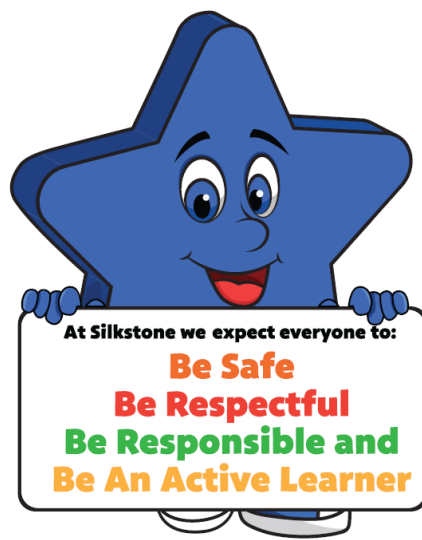 At Silkstone we expect everyone to:
Be Safe
Be Respectful
Be Responsible and
Be An Active Learner